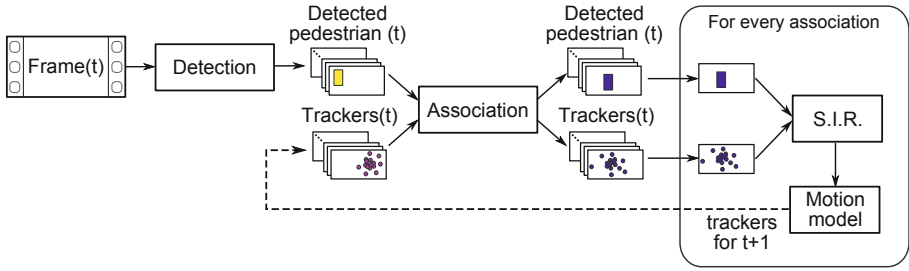 Frame(t)
Detection
Detected
pedestrian (t)
Trackers(t)
Association
Detected
pedestrian (t)
Trackers(t)
For every association
S.I.R.
Motion
model
trackers
for t+1